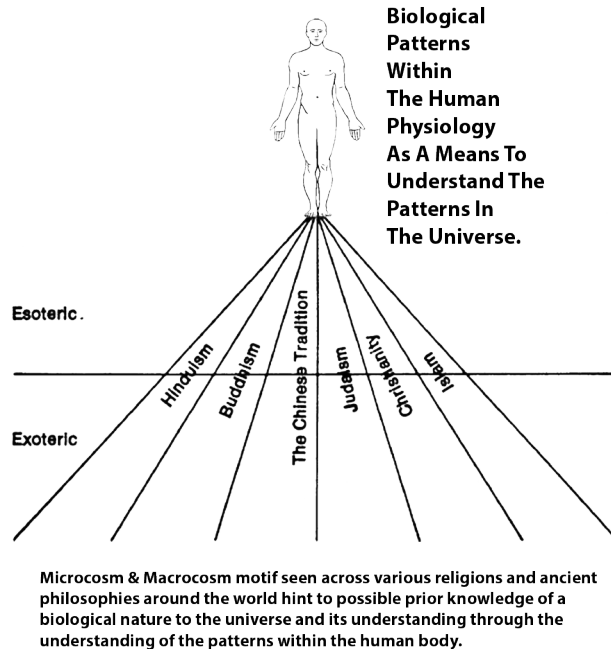 Biological
Patterns
Within
The Human
Physiology
As A Means To
Understand The
Patterns In
The Universe.
Esoteric .
Hinduism
Buddhism
The Chinese Tradition
Judaism
Christianity
Islam
Exoteric
Microcosm & Macrocosm motif seen across various religions and ancient
philosophies around the world hint to possible prior knowledge of a
biological nature to the universe and its understanding through the
understanding of the patterns within the human body.